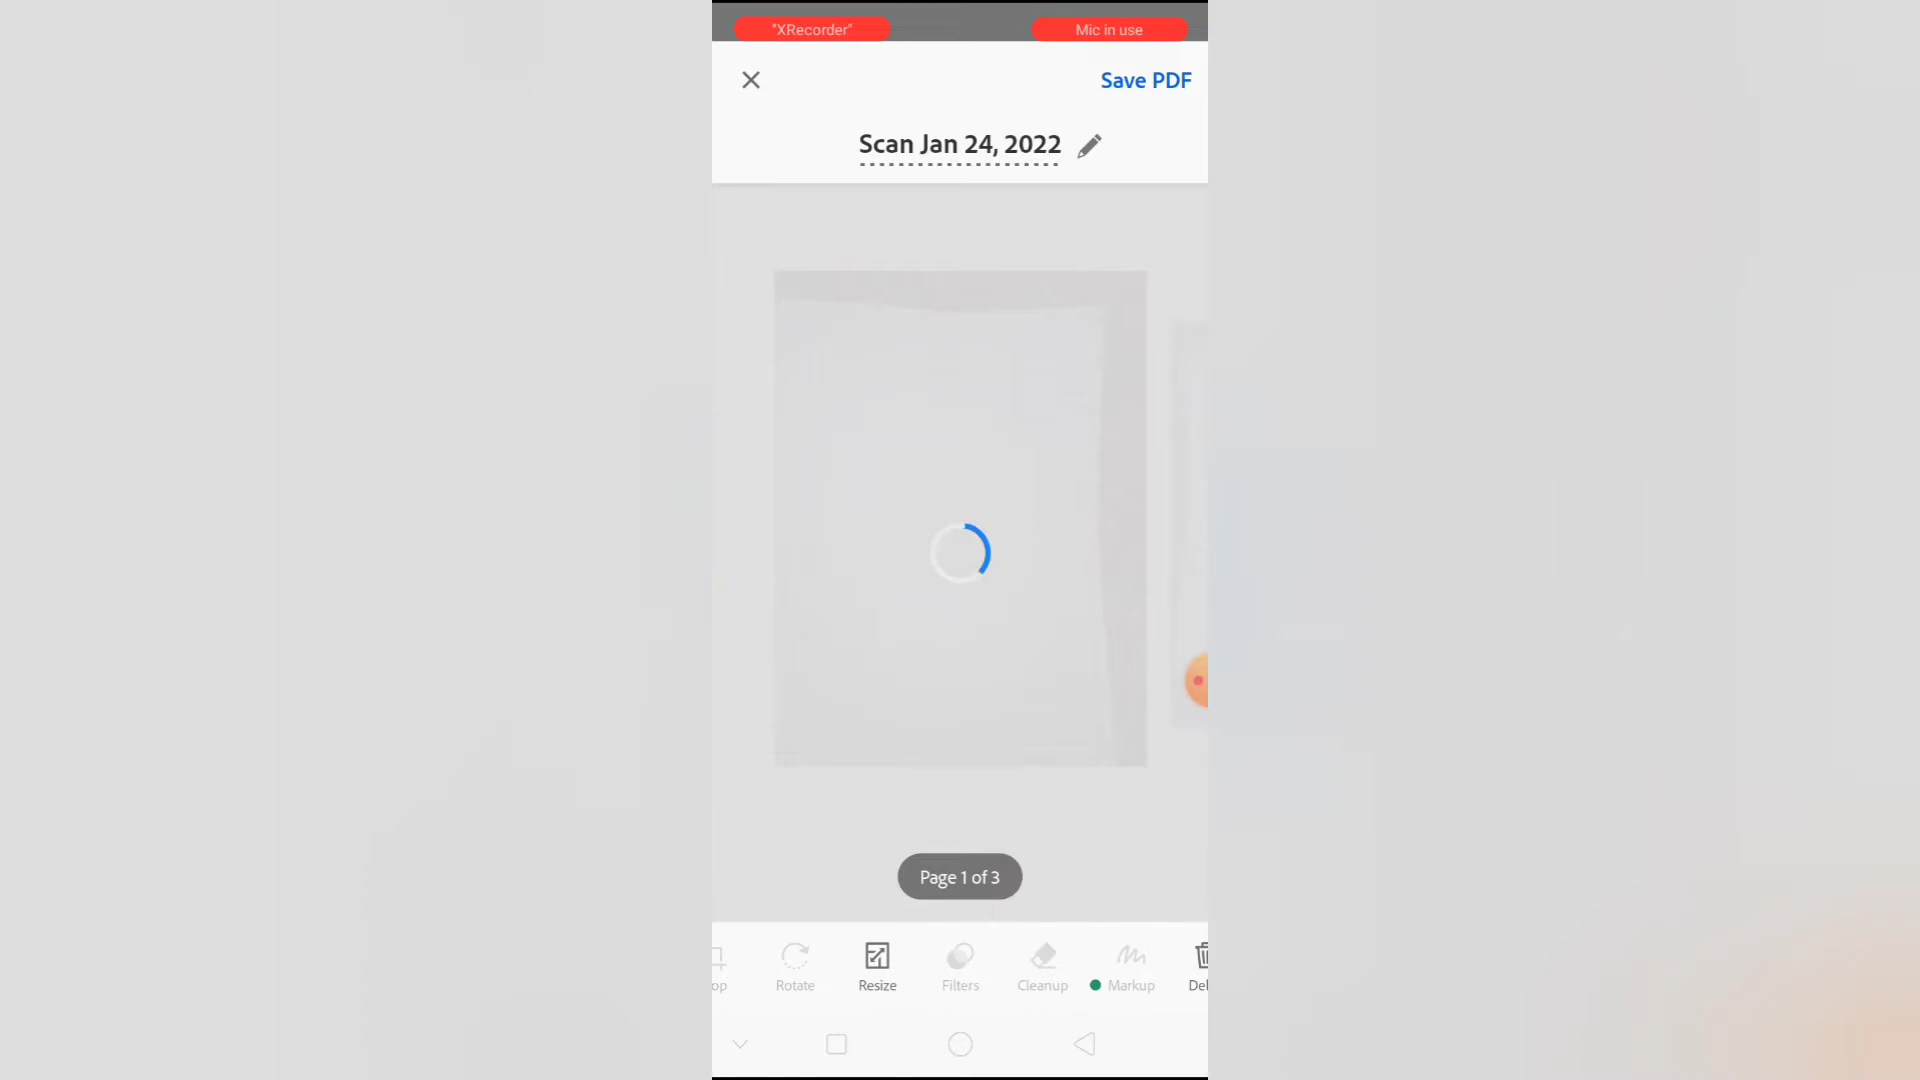 "XRecorder"
Mic in use
Save PDF
Scan Jan 24, 2022
Page 1 of 3
op
Rotate
Resize
Filters
Cleanup
Markup
Del